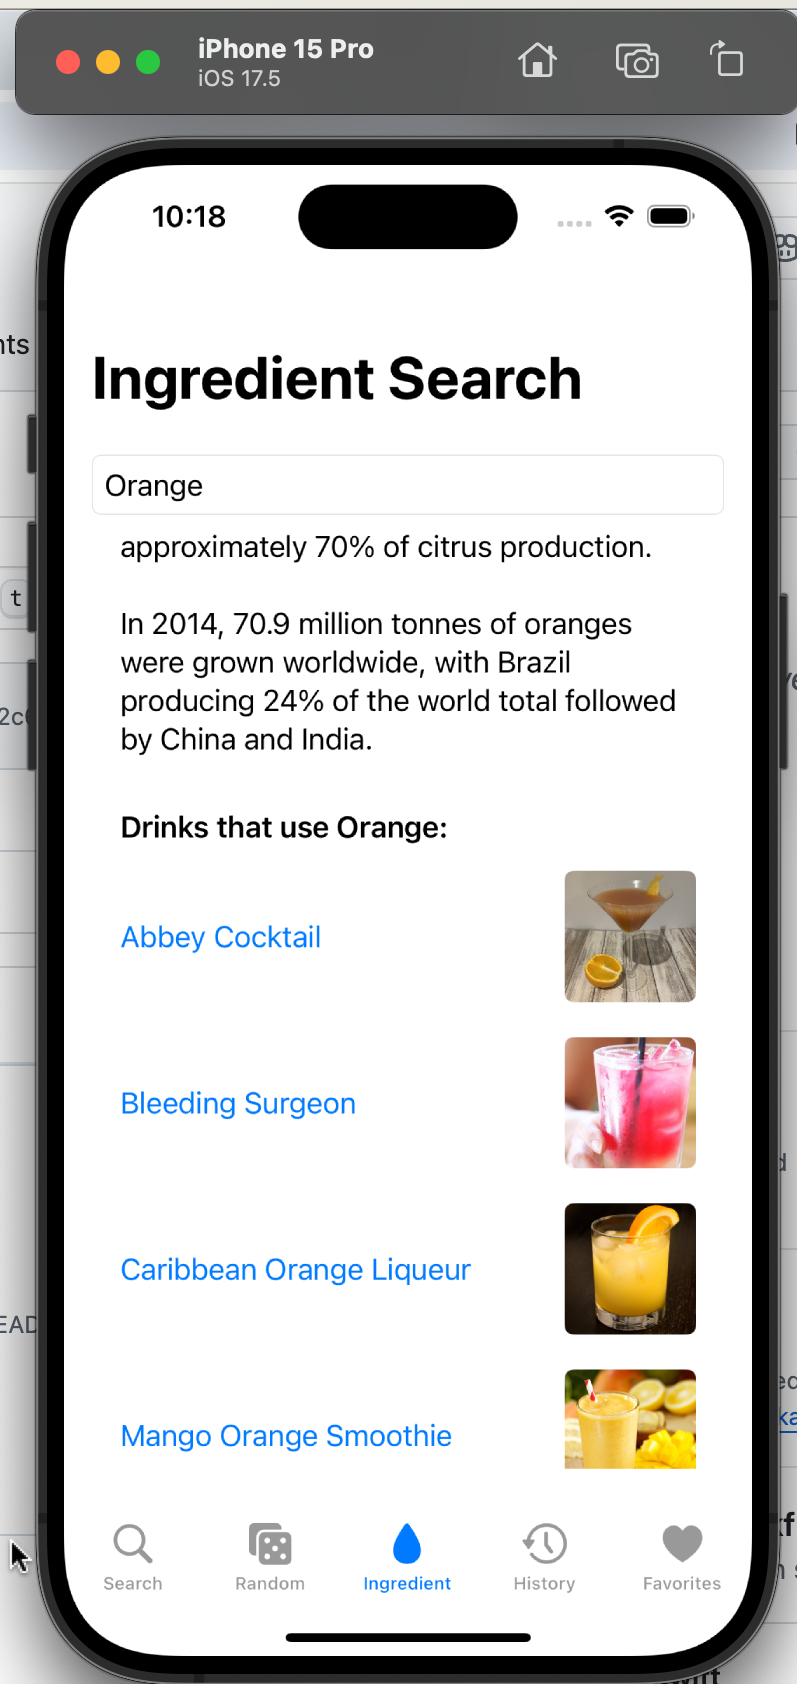 iPhone 15 Pro
iOS 17.5
10:18
nts
Ingredient Search
Orange
approximately 70% of citrus production.
t
In 2014, 70.9 million tonnes of oranges
were grown worldwide, with Brazil
producing 24% of the world total followed
by China and India.
Drinks that use Orange:
Abbey Cocktail
Bleeding Surgeon
Caribbean Orange Liqueur
EAD
Mango Orange Smoothie
Search
Random
Ingredient
History
Favorites